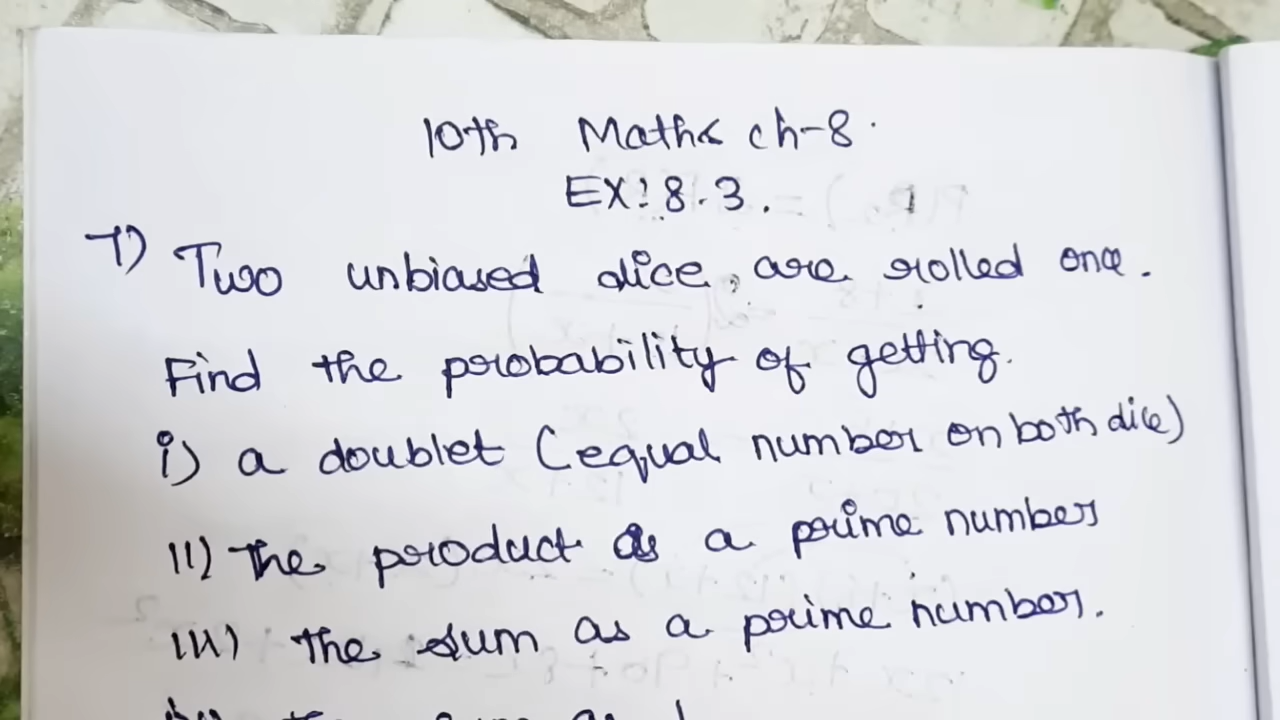 10th Maths ch-8.
EX: 8.3.
7) Two unbiased dice, are rolled once.
Find the probability of getting.
i) a doublet (equal number on both dice)
ii) The product as a prime number
iii) the sum as a prime number.